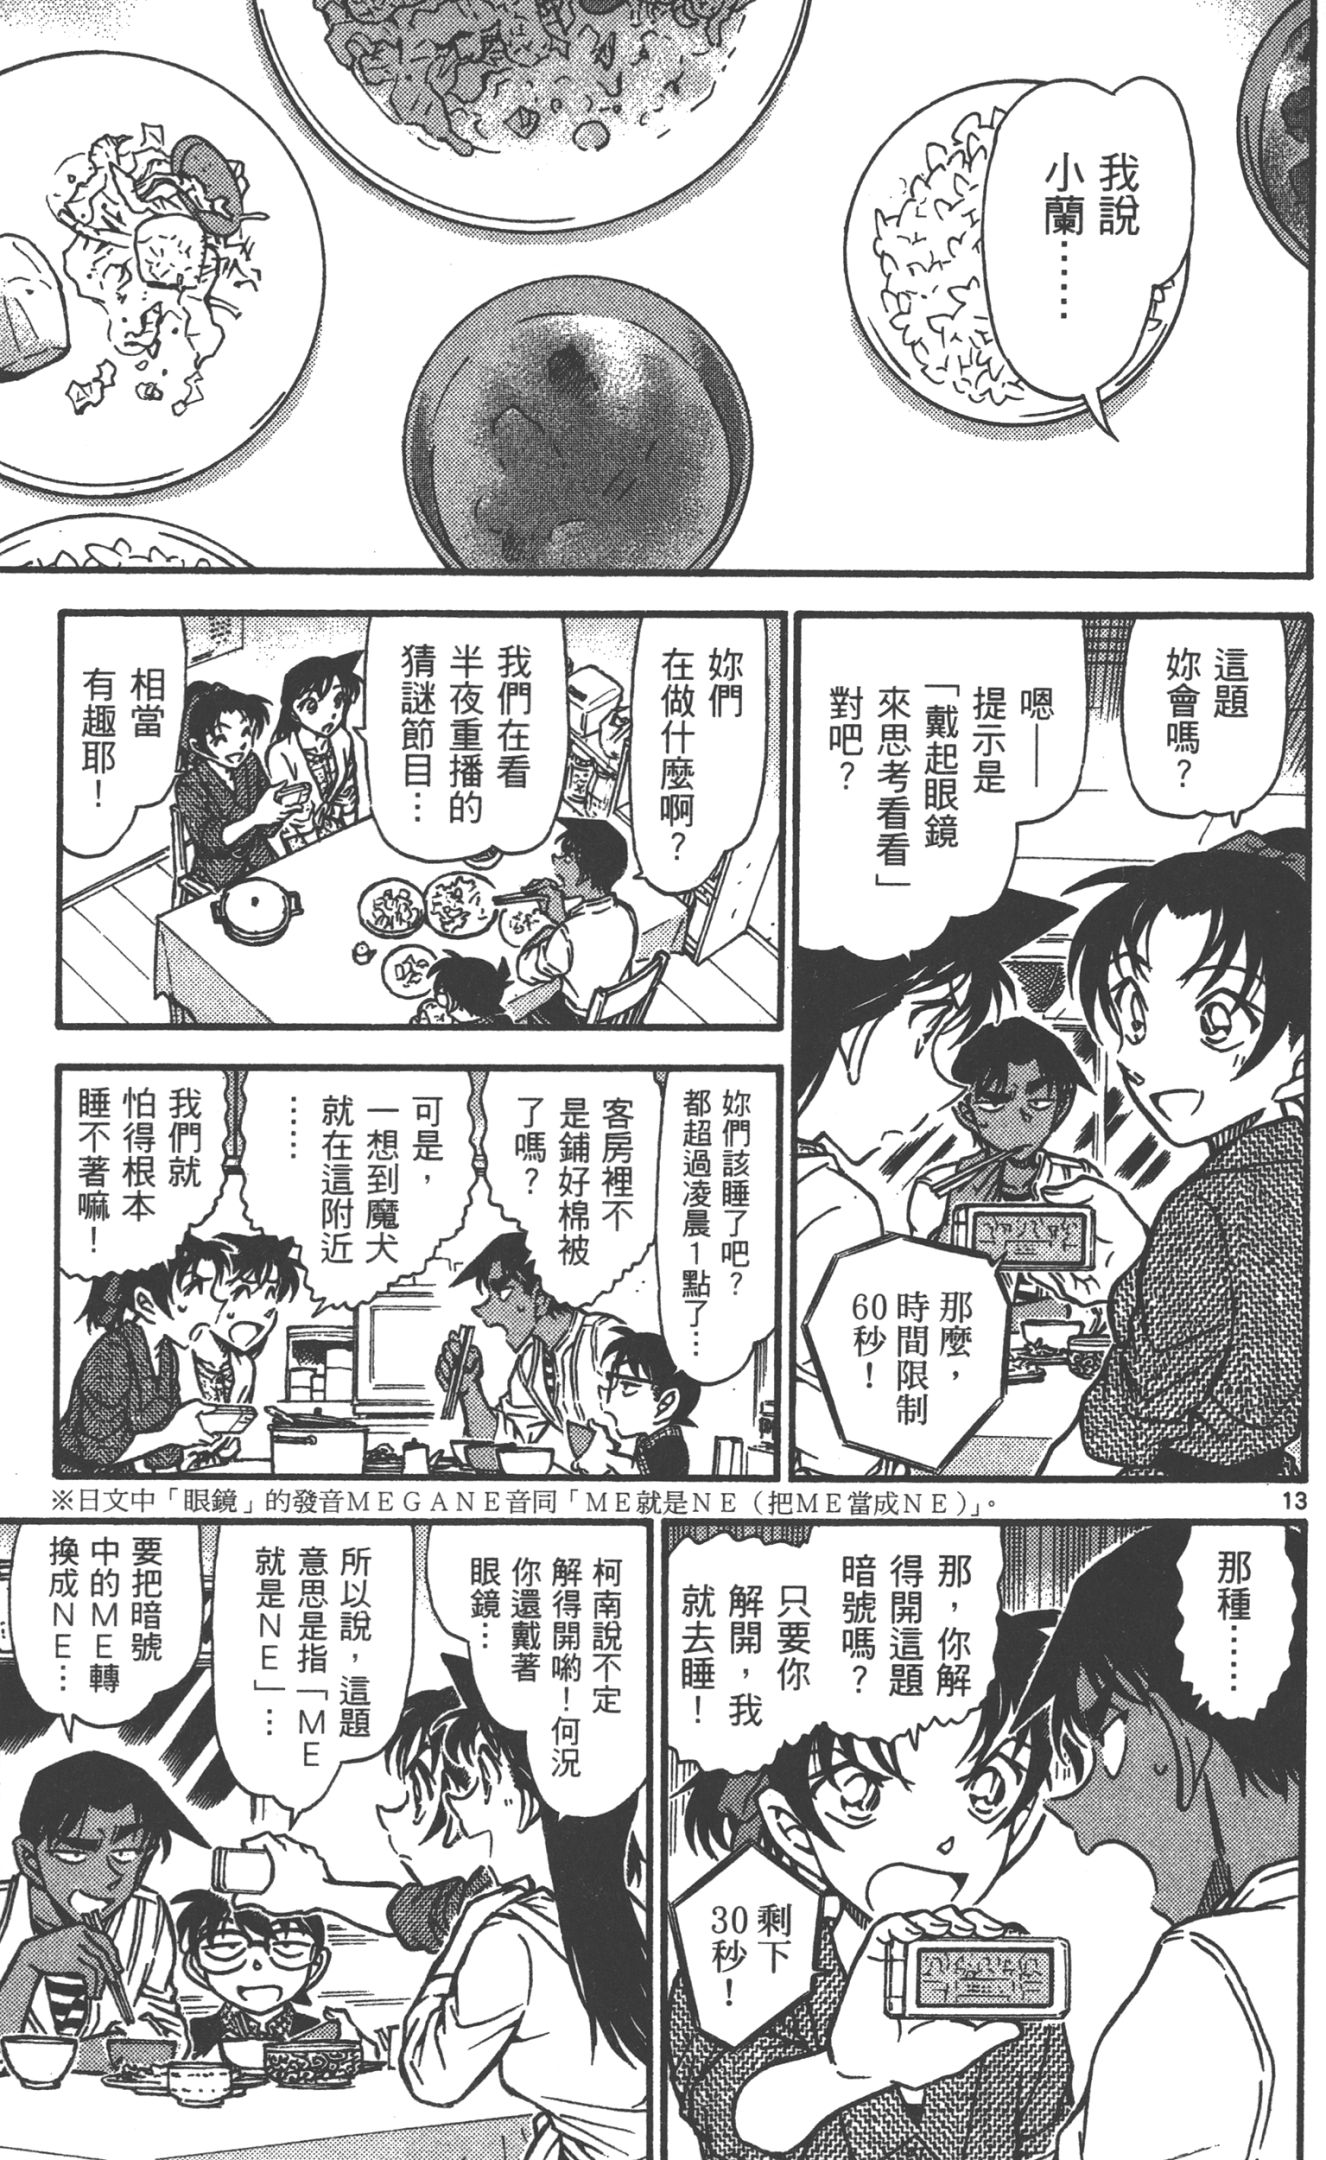 我說
小蘭……
這題
妳會嗎？
嗯──
提示是
「戴起眼鏡
來思考看看」
對吧？
那麼，
時間限制
60秒！
妳們
在做什麼啊？
我們在看
半夜重播的
猜謎節目…
相當
有趣耶！
妳們該睡了吧？
都超過凌晨1點了…
客房裡不
是鋪好棉被
了嗎？
可是，
一想到魔犬
就在這附近
……
我們就
怕得根本
睡不著嘛！
※日文中「眼鏡」的發音MEGANE音同「ME就是NE（把ME當成NE）」。
13
那種……
那，你解
得開這題
暗號嗎？
只要你
解開，我
就去睡！
剩下
30秒！
柯南說不定
解得開喲！何況
你還戴著
眼鏡…
所以說，這題
意思是指「ME
就是NE」…
要把暗號
中的ME轉
換成NE…